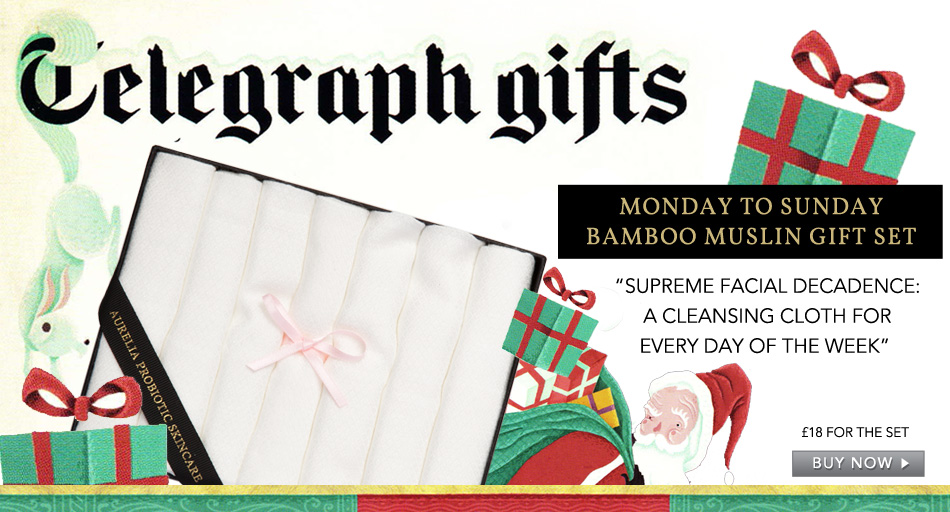 Telegraph gifts
MONDAY TO SUNDAY
BAMBOO MUSLIN GIFT SET
"SUPREME FACIAL DECADENCE:
A CLEANSING CLOTH FOR
EVERY DAY OF THE WEEK"
AURELIA PROBIOTIC SKINCARE
£18 FOR THE SET
BUY NOW